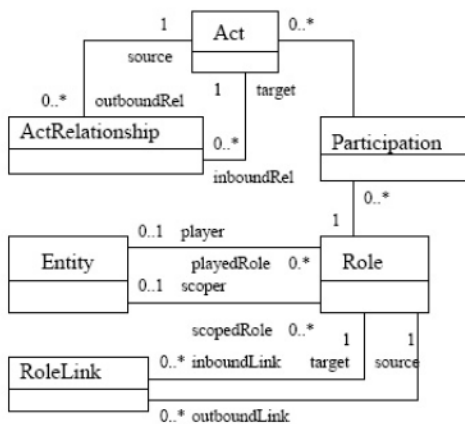 1
Act
0..*
source
1
target
0..*
outboundRel
ActRelationship
0..*
inboundRel
Participation
0..*
1
0..1 player
Entity
playedRole 0.*
Role
0..1 scoper
scopedRole 0..*
1
1
RoleLink
0..* inboundLink
target
source
0..* outboundLink